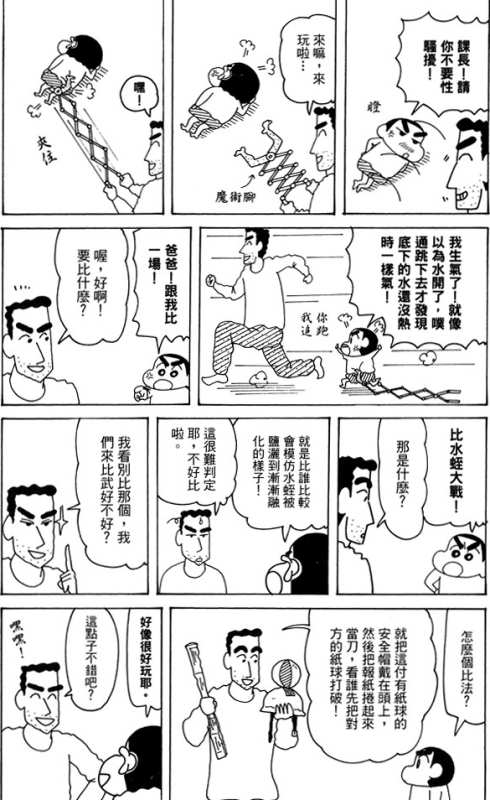 課長！請
你不要性
騷擾！
瞪
來嘛，來
玩啦…
魔術腳
嘿！
夾住
我生氣了！就像
以為水開了，噗
通跳下去才發現
底下的水還沒熱
時一樣氣！
你跑
我追
爸爸！跟我比
一場！
喔，好啊！
要比什麼？
比水蛭大戰！
那是什麼？
就是比誰比較
會模仿水蛭被
鹽灑到漸漸融
化的樣子！
這很難判定
耶，不好比
啦。
我看別比那個，我
們來比武好不好？
怎麼個比法？
就把這付有紙球的
安全帽戴在頭上，
然後把報紙捲起來
當刀，看誰先把對
方的紙球打破！
好像很好玩耶。
這點子不錯吧？
嘿嘿！